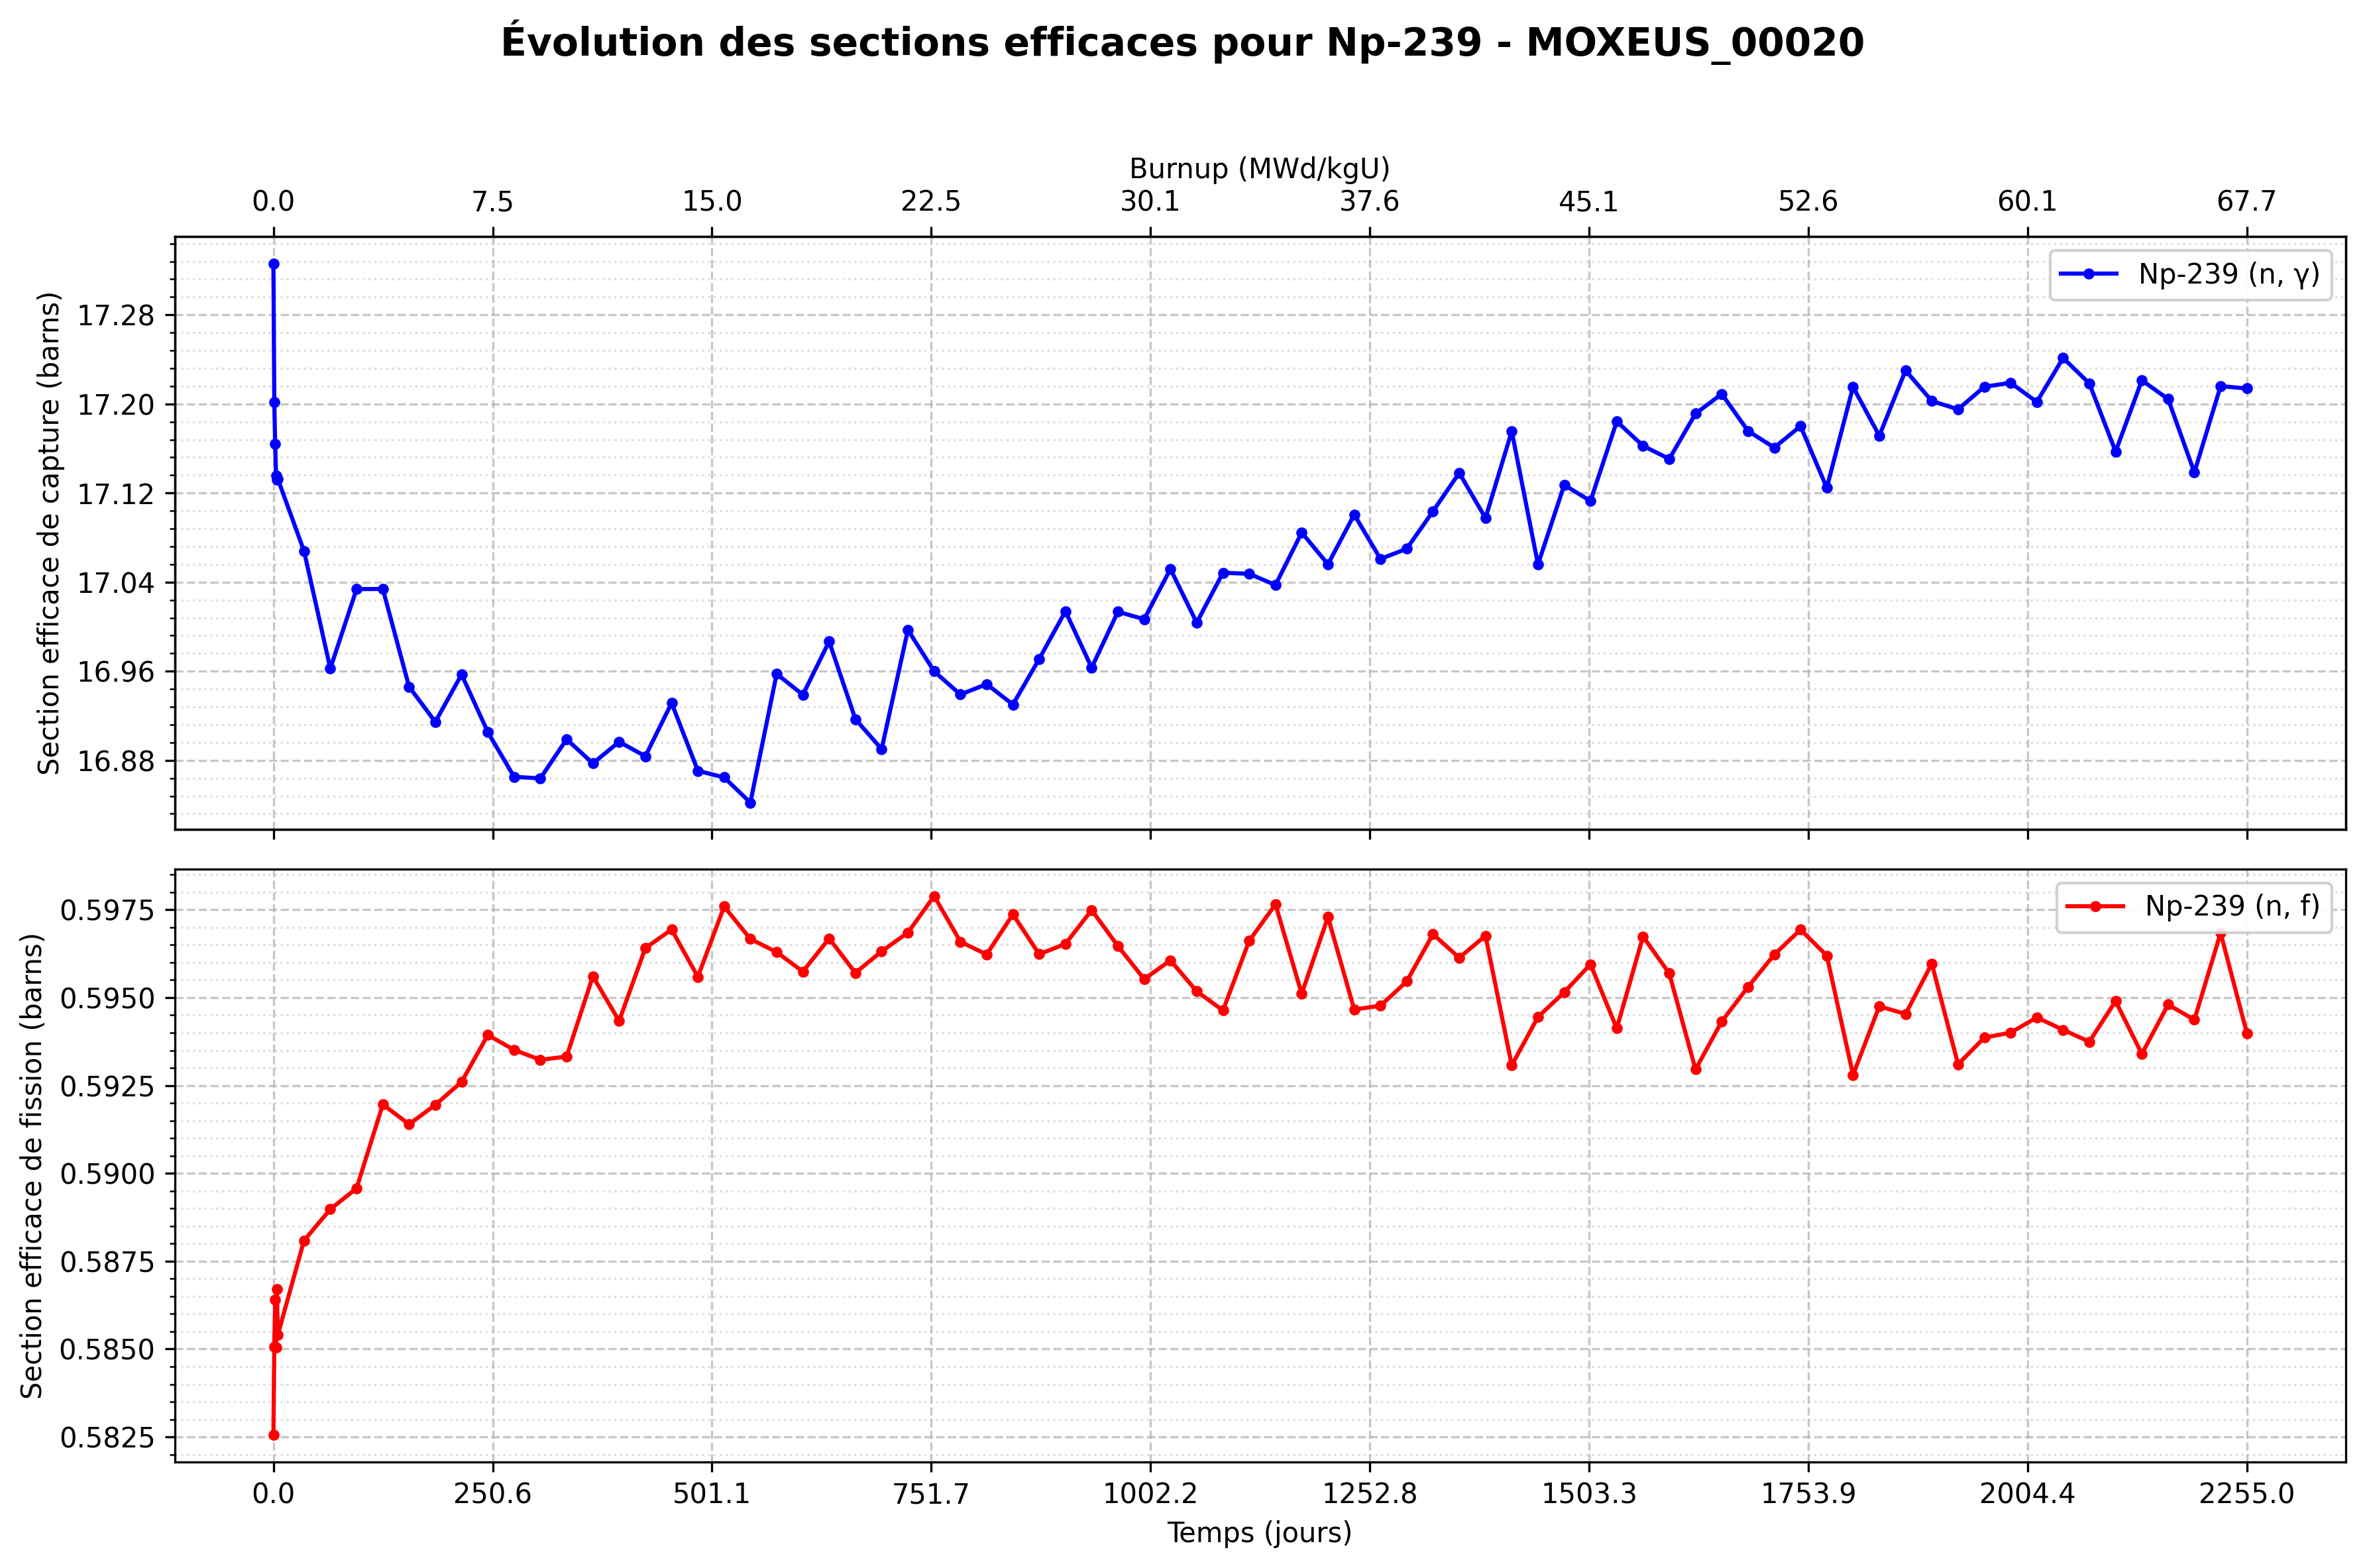 Évolution des sections efficaces pour Np-239 - MOXEUS_00020
Burnup (MWd/kgU)
0.0 7.5 15.0 22.5 30.1 37.6 45.1 52.6 60.1 67.7
Np-239 (n, γ)
Section efficace de capture (barns)
17.28
17.20
17.12
17.04
16.96
16.88
Np-239 (n, f)
Section efficace de fission (barns)
0.5975
0.5950
0.5925
0.5900
0.5875
0.5850
0.5825
0.0 250.6 501.1 751.7 1002.2 1252.8 1503.3 1753.9 2004.4 2255.0
Temps (jours)